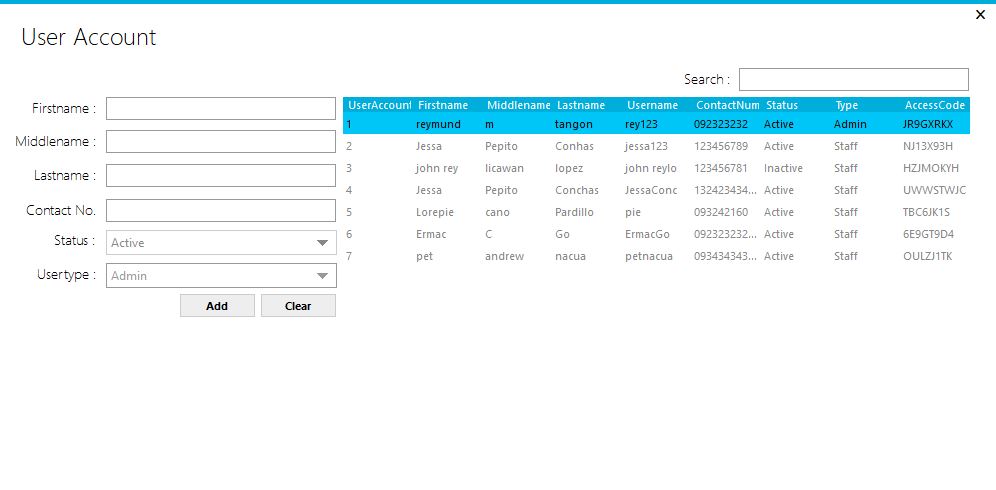 ×
User Account
Search :
Firstname :
Middlename :
Lastname :
Contact No.
Status : Active
Usertype : Admin
Add Clear
UserAccount Firstname Middlename Lastname Username ContactNum Status Type AccessCode
1 reymund m tangon rey123 092323232 Active Admin JR9GXRKX
2 Jessa Pepito Conhas jessa123 123456789 Active Staff NJ13X93H
3 john rey licawan lopez john reylo 123456781 Inactive Staff HZJMOKYH
4 Jessa Pepito Conchas JessaConc 132423434... Active Staff UWWSTWJC
5 Lorepie cano Pardillo pie 093242160 Active Staff TBC6JK1S
6 Ermac C Go ErmacGo 092323232... Active Staff 6E9GT9D4
7 pet andrew nacua petnacua 093434343... Active Staff OULZJ1TK